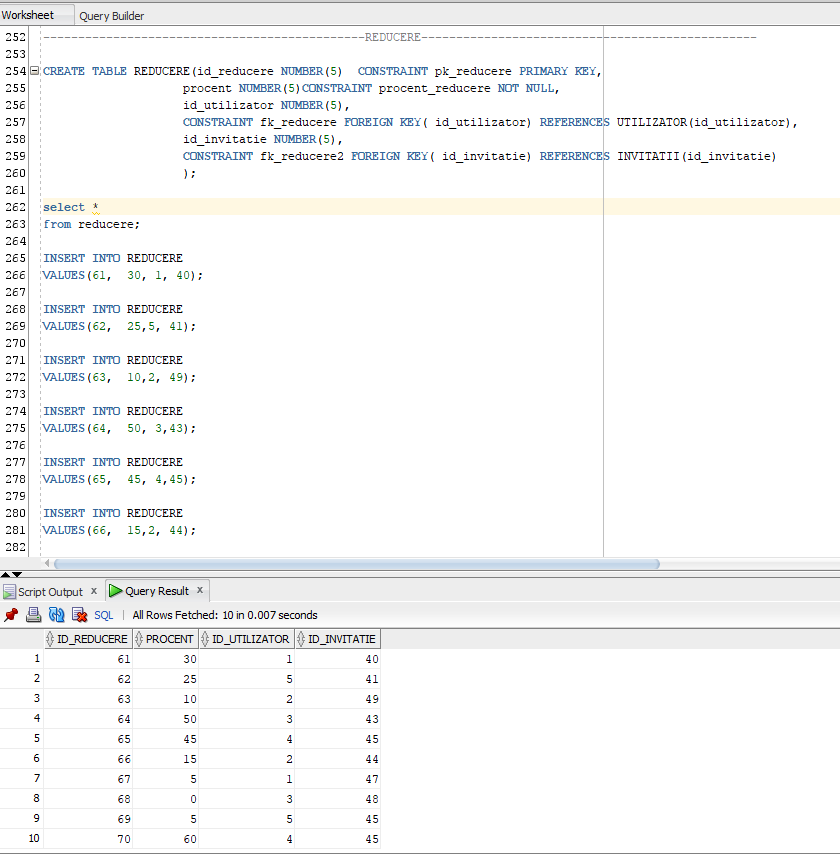 Worksheet Query Builder
252 ----------------------------------------------REDUCERE------------------------------------------------
253
254 CREATE TABLE REDUCERE(id_reducere NUMBER(5)  CONSTRAINT pk_reducere PRIMARY KEY,
255                     procent NUMBER(5)CONSTRAINT procent_reducere NOT NULL,
256                     id_utilizator NUMBER(5),
257                     CONSTRAINT fk_reducere FOREIGN KEY( id_utilizator) REFERENCES UTILIZATOR(id_utilizator),
258                     id_invitatie NUMBER(5),
259                     CONSTRAINT fk_reducere2 FOREIGN KEY( id_invitatie) REFERENCES INVITATII(id_invitatie)
260                     );
261
262 select *
263 from reducere;
264
265 INSERT INTO REDUCERE
266 VALUES(61,  30, 1, 40);
267
268 INSERT INTO REDUCERE
269 VALUES(62,  25,5, 41);
270
271 INSERT INTO REDUCERE
272 VALUES(63,  10,2, 49);
273
274 INSERT INTO REDUCERE
275 VALUES(64,  50, 3,43);
276
277 INSERT INTO REDUCERE
278 VALUES(65,  45, 4,45);
279
280 INSERT INTO REDUCERE
281 VALUES(66,  15,2, 44);
282
Script Output x Query Result x
SQL | All Rows Fetched: 10 in 0.007 seconds
ID_REDUCERE PROCENT ID_UTILIZATOR ID_INVITATIE
1 61 30 1 40
2 62 25 5 41
3 63 10 2 49
4 64 50 3 43
5 65 45 4 45
6 66 15 2 44
7 67 5 1 47
8 68 0 3 48
9 69 5 5 45
10 70 60 4 45